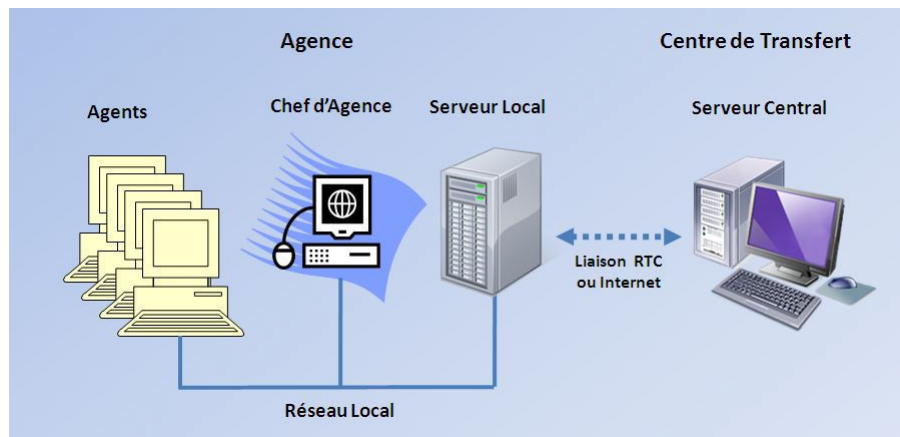 Agence
Centre de Transfert
Agents
Chef d'Agence
Serveur Local
Serveur Central
Liaison RTC
ou Internet
Réseau Local